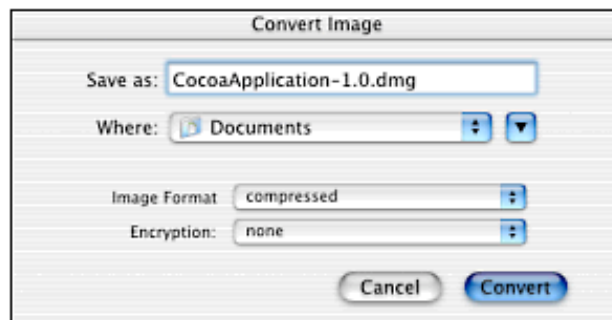 Convert Image
Save as: CocoaApplication-1.0.dmg
Where: Documents
Image Format compressed
Encryption: none
Cancel Convert